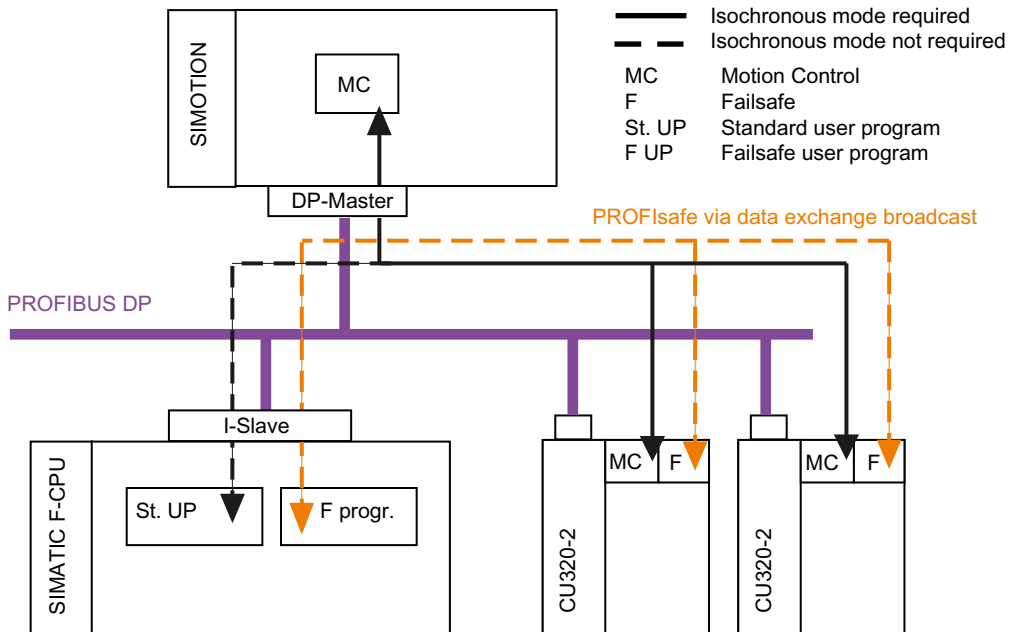 Isochronous mode required
Isochronous mode not required
MC Motion Control
F Failsafe
St. UP Standard user program
F UP Failsafe user program
SIMOTION
MC
DP-Master
PROFIsafe via data exchange broadcast
PROFIBUS DP
I-Slave
SIMATIC F-CPU
St. UP
F progr.
CU320-2
MC F
CU320-2
MC F